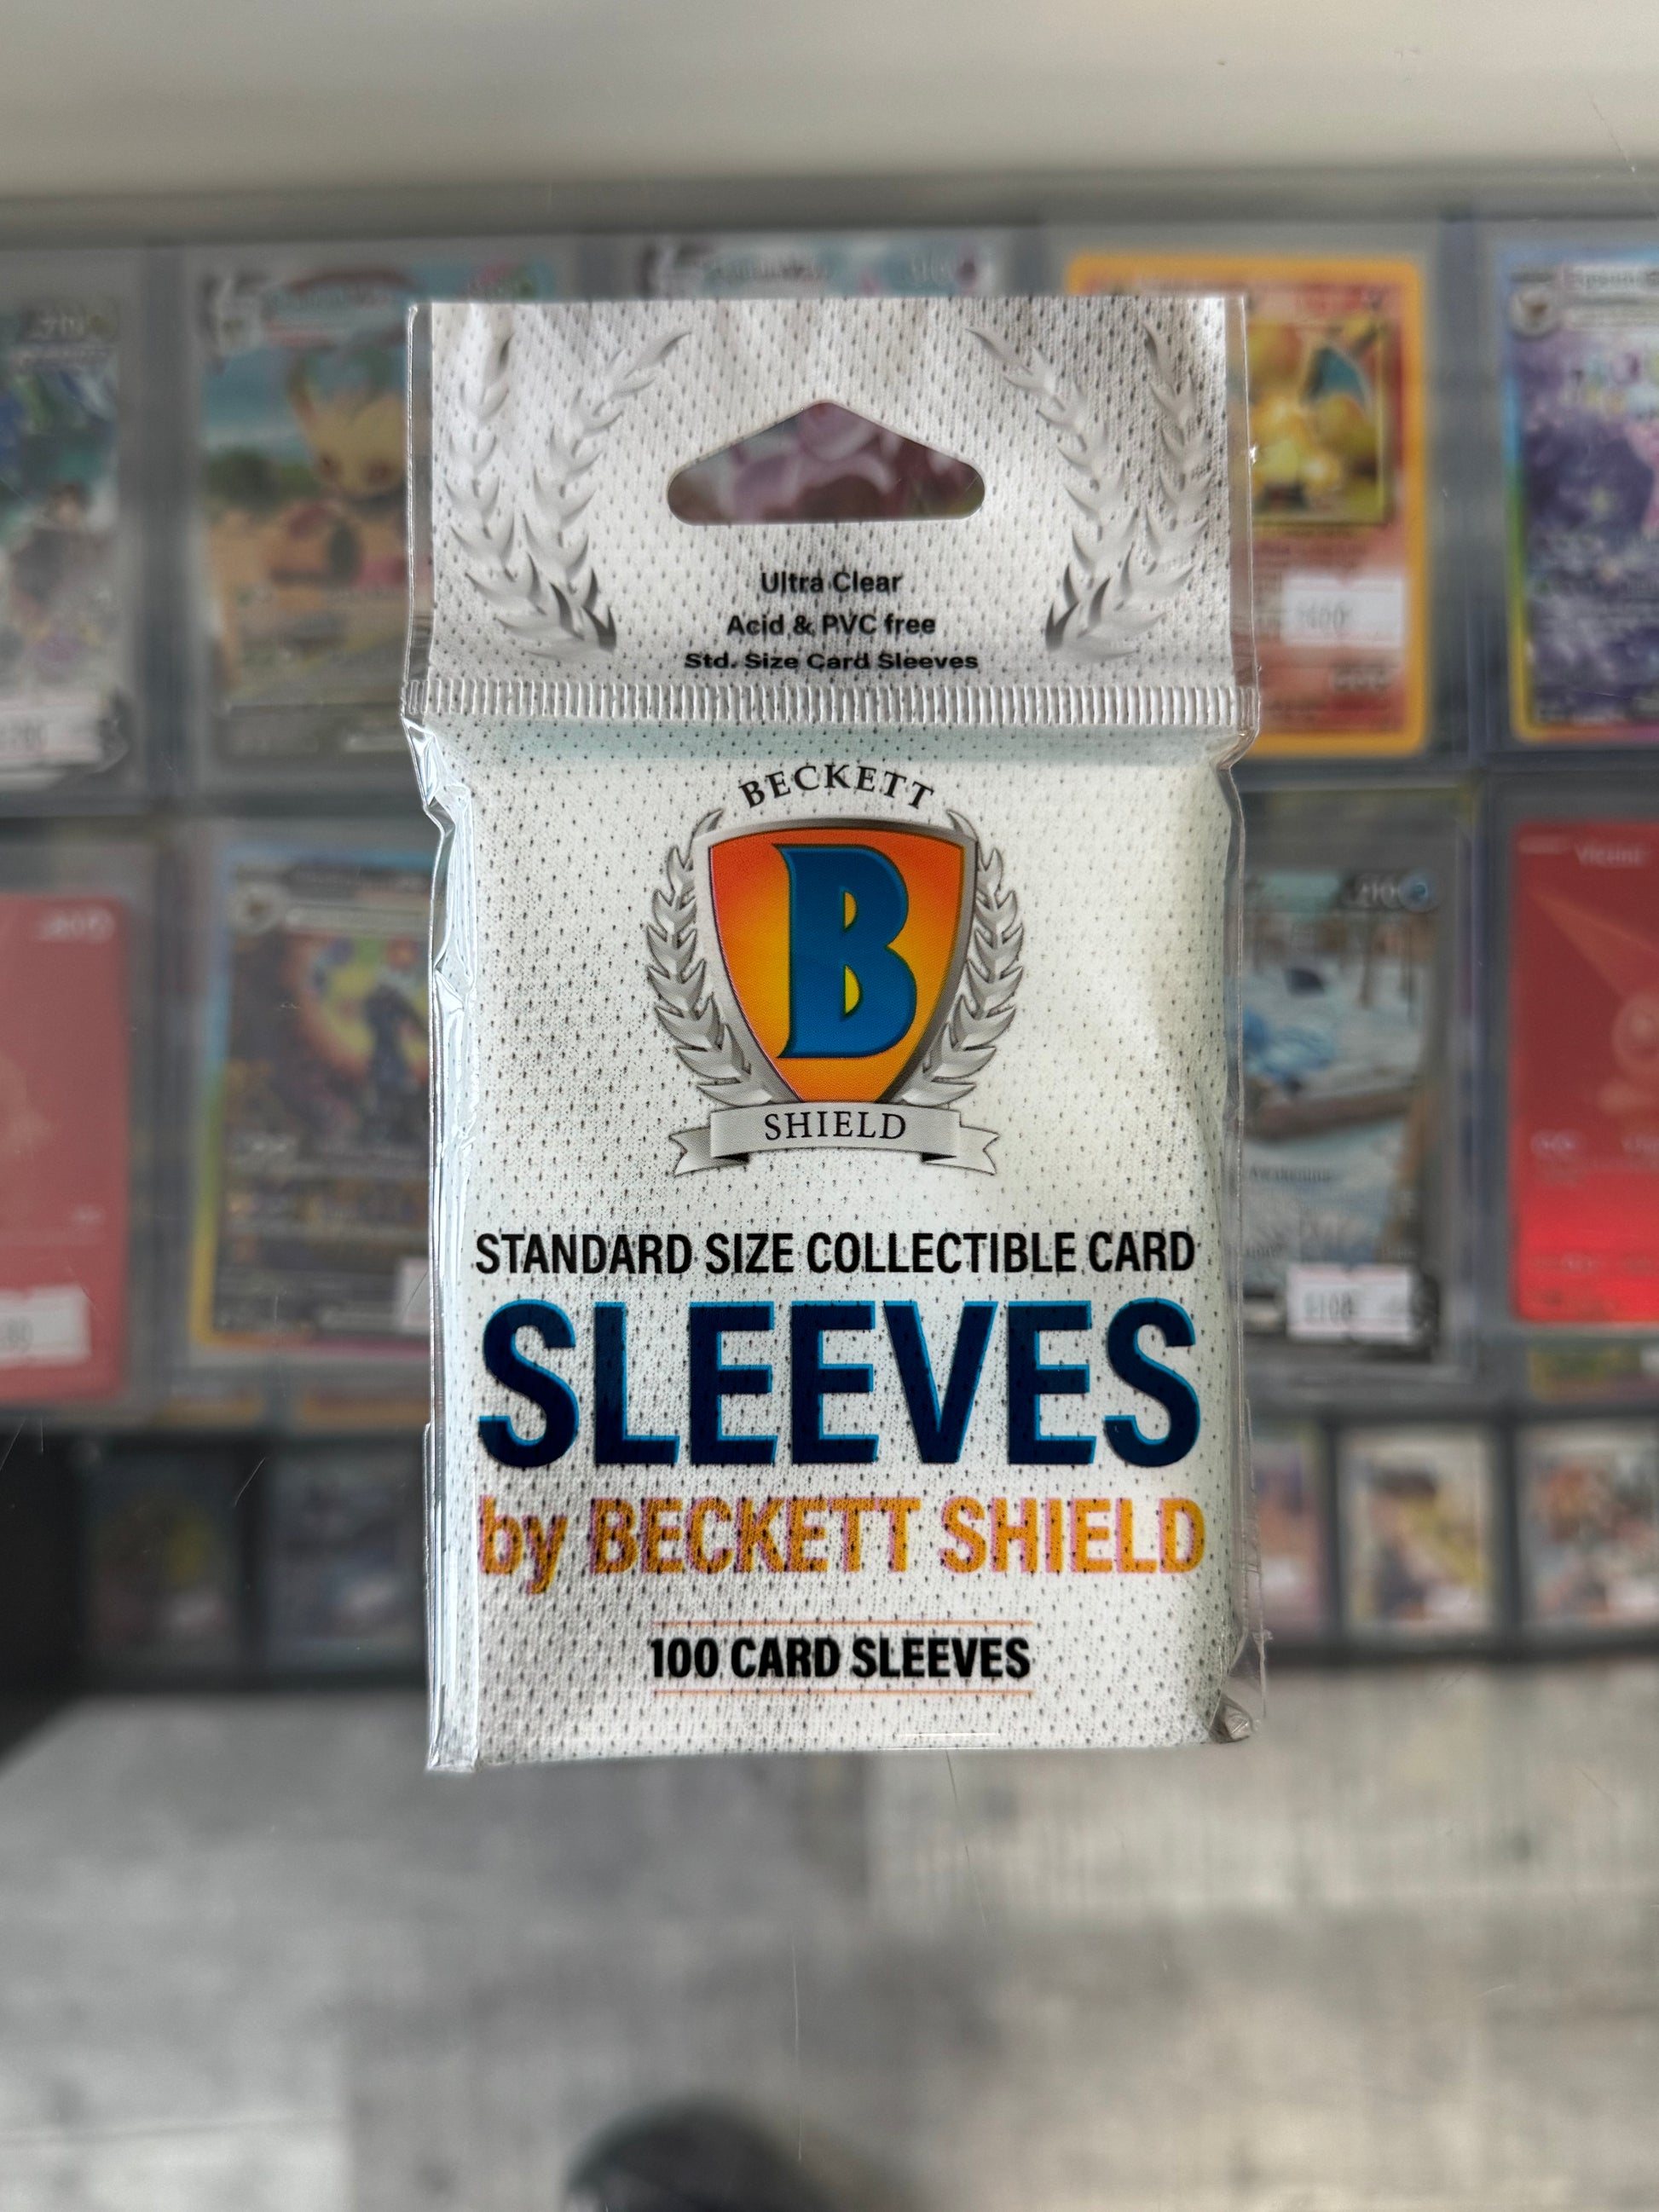 Ultra Clear
Acid & PVC free
Std. Size Card Sleeves
BECKETT
B
SHIELD
STANDARD SIZE COLLECTIBLE CARD
SLEEVES
by BECKETT SHIELD
100 CARD SLEEVES